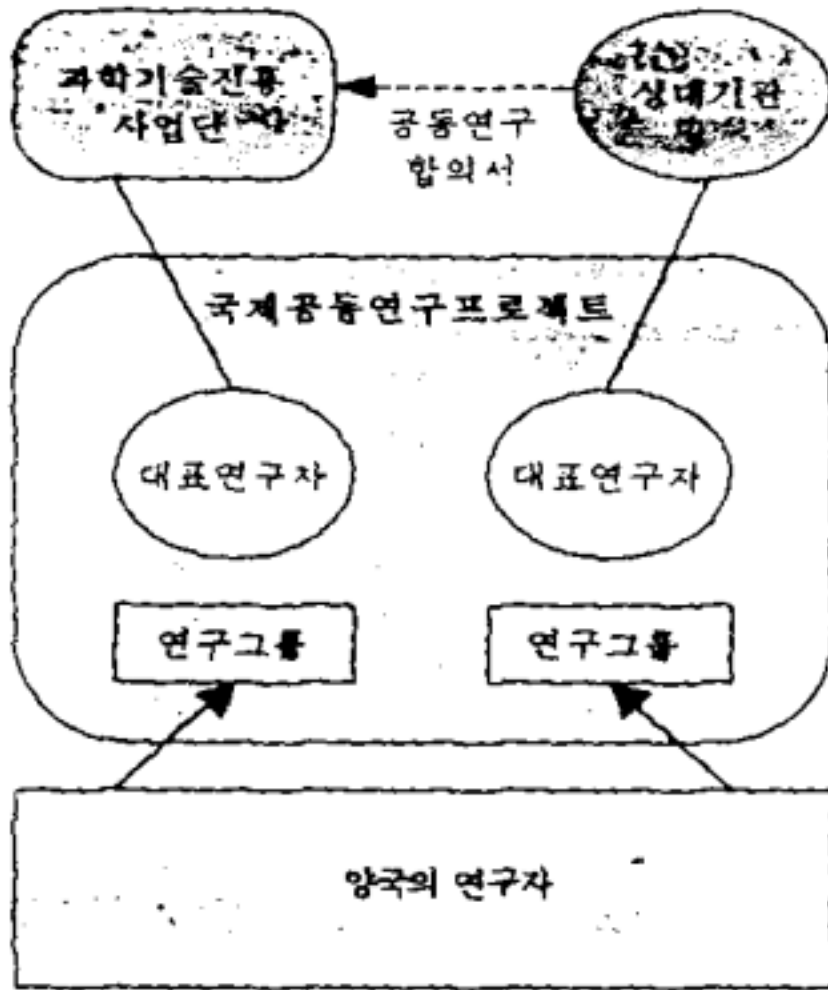 과학기술진흥
사업단
상대기관
공동연구
합의서
국제공동연구프로젝트
대표연구자
대표연구자
연구그룹
연구그룹
양국의 연구자